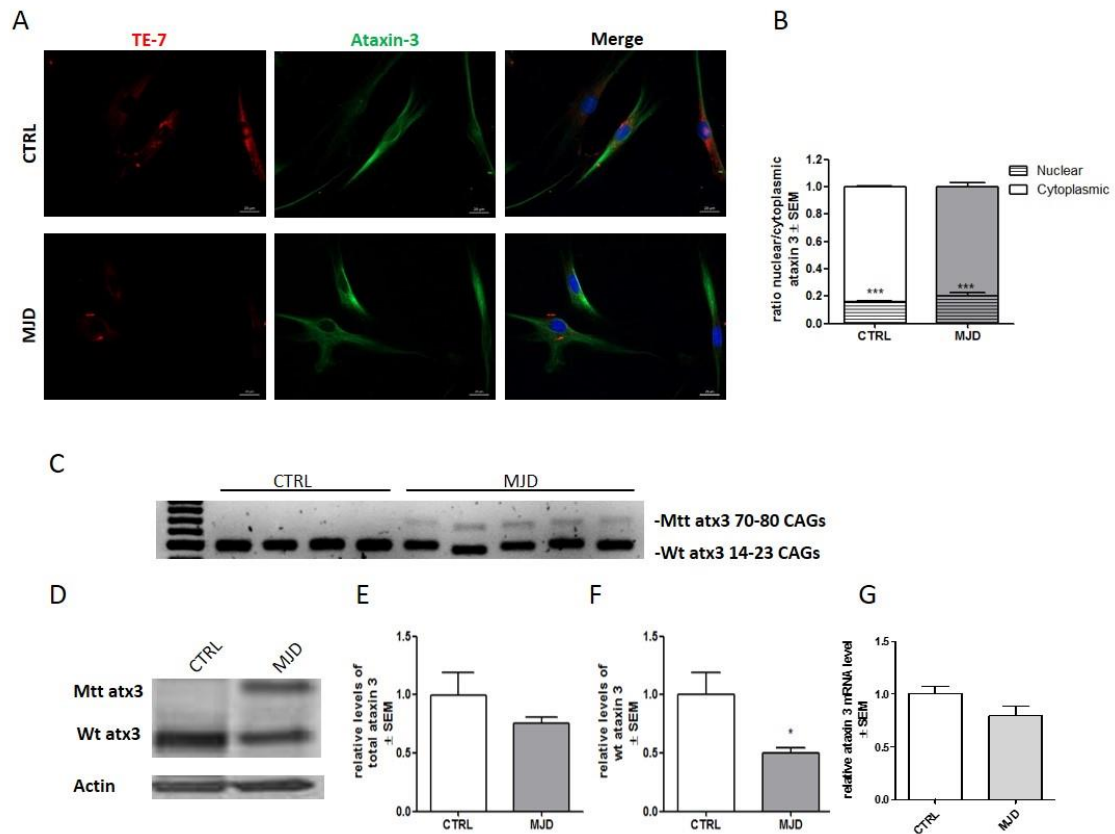 A
TE-7
Ataxin-3
Merge
CTRL
MJD
B
ratio nuclear/cytoplasmic
ataxin 3 ± SEM
1.2
1.0
0.8
0.6
0.4
0.2
0.0
***
***
CTRL
MJD
Nuclear
Cytoplasmic
C
CTRL
MJD
-Mtt atx3 70-80 CAGs
-Wt atx3 14-23 CAGs
D
CTRL
MJD
Mtt atx3
Wt atx3
Actin
E
relative levels of
total ataxin 3
± SEM
1.5
1.0
0.5
0.0
CTRL
MJD
F
relative levels of
wt ataxin 3
± SEM
1.5
1.0
0.5
0.0
*
CTRL
MJD
G
relative ataxin 3 mRNA level
± SEM
1.5
1.0
0.5
0.0
CTRL
MJD